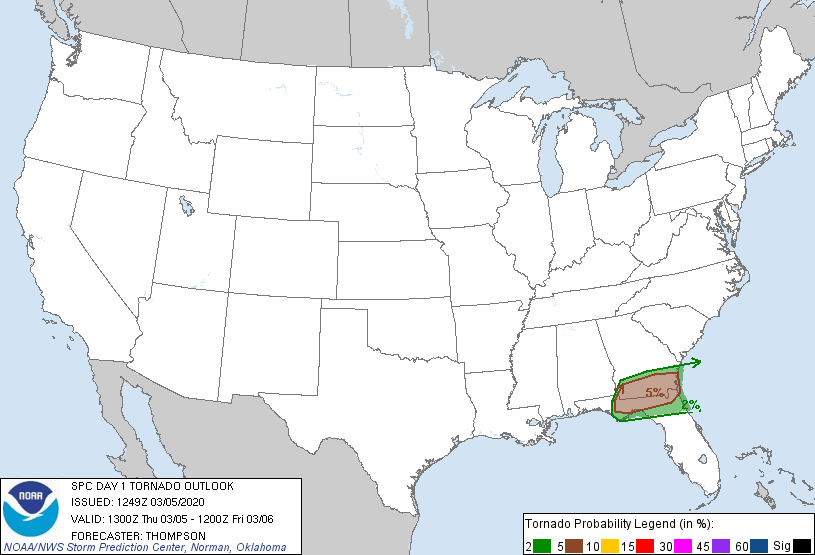 5%
2%
NOAA
SPC DAY 1 TORNADO OUTLOOK
ISSUED: 1249Z 03/05/2020
VALID: 1300Z Thu 03/05 - 1200Z Fri 03/06
FORECASTER: THOMPSON
NOAA/NWS Storm Prediction Center, Norman, Oklahoma
Tornado Probability Legend (in %):
2 5 10 15 30 45 60 Sig